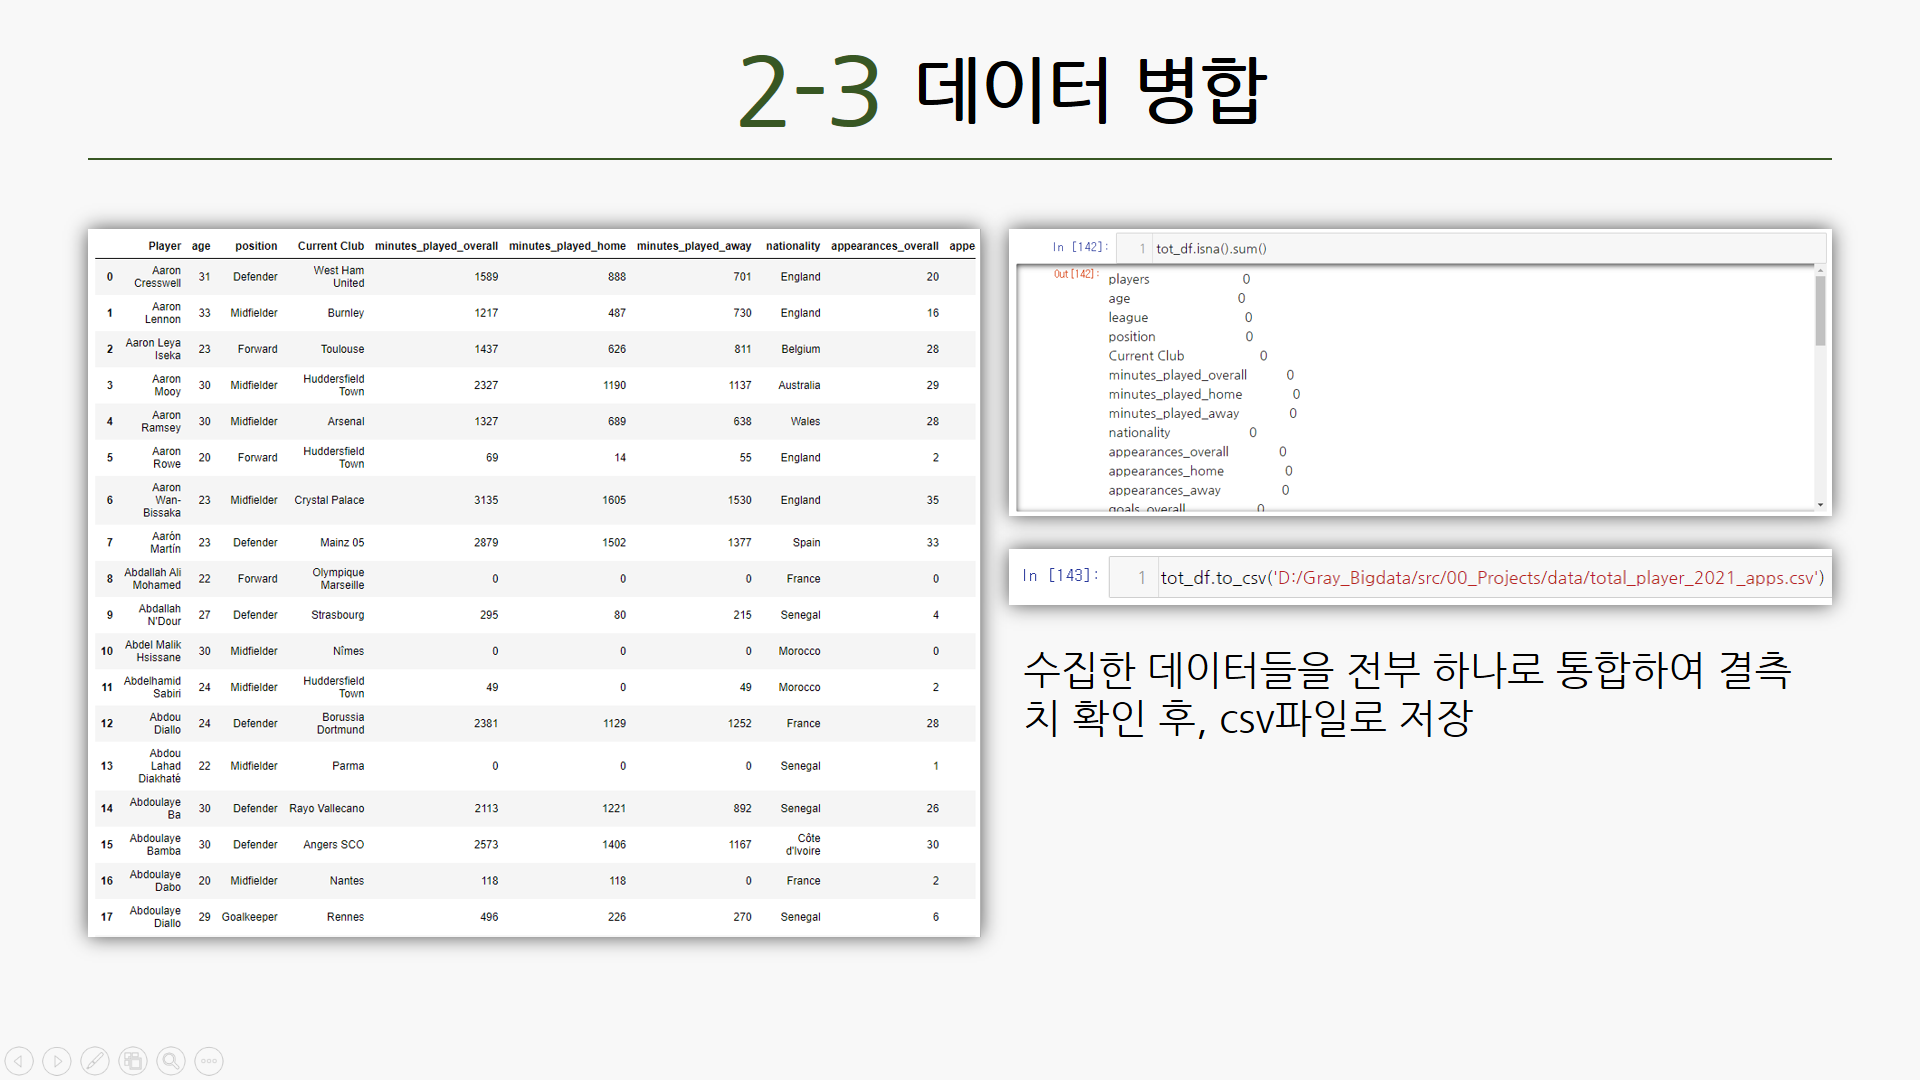 2-3 데이터 병합
Player age position Current Club minutes_played_overall minutes_played_home minutes_played_away nationality appearances_overall appe
0 Aaron Cresswell 31 Defender West Ham United 1589 888 701 England 20
1 Aaron Lennon 33 Midfielder Burnley 1217 487 730 England 16
2 Aaron Leya Iseka 23 Forward Toulouse 1437 626 811 Belgium 28
3 Aaron Mooy 30 Midfielder Huddersfield Town 2327 1190 1137 Australia 29
4 Aaron Ramsey 30 Midfielder Arsenal 1327 689 638 Wales 28
5 Aaron Rowe 20 Forward Huddersfield Town 69 14 55 England 2
6 Aaron Wan-Bissaka 23 Midfielder Crystal Palace 3135 1605 1530 England 35
7 Aarón Martín 23 Defender Mainz 05 2879 1502 1377 Spain 33
8 Abdallah Ali Mohamed 22 Forward Olympique Marseille 0 0 0 France 0
9 Abdallah N'Dour 27 Defender Strasbourg 295 80 215 Senegal 4
10 Abdel Malik Hsissane 30 Midfielder Nîmes 0 0 0 Morocco 0
11 Abdelhamid Sabiri 24 Midfielder Huddersfield Town 49 0 49 Morocco 2
12 Abdou Diallo 24 Defender Borussia Dortmund 2381 1129 1252 France 28
13 Abdou Lahad Diakhaté 22 Midfielder Parma 0 0 0 Senegal 1
14 Abdoulaye Ba 30 Defender Rayo Vallecano 2113 1221 892 Senegal 26
15 Abdoulaye Bamba 30 Defender Angers SCO 2573 1406 1167 Côte d'Ivoire 30
16 Abdoulaye Dabo 20 Midfielder Nantes 118 118 0 France 2
17 Abdoulaye Diallo 29 Goalkeeper Rennes 496 226 270 Senegal 6
In [142]: 1 tot_df.isna().sum()
Out[142]: players 0
age 0
league 0
position 0
Current Club 0
minutes_played_overall 0
minutes_played_home 0
minutes_played_away 0
nationality 0
appearances_overall 0
appearances_home 0
appearances_away 0
goals_overall 0
In [143]: 1 tot_df.to_csv('D:/Gray_Bigdata/src/00_Projects/data/total_player_2021_apps.csv')
수집한 데이터들을 전부 하나로 통합하여 결측
치 확인 후, csv파일로 저장